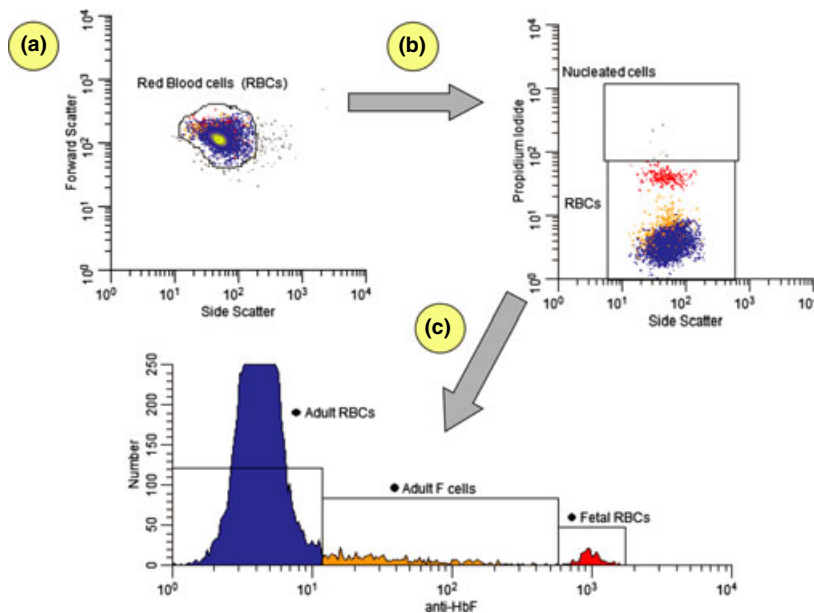 (a)
10⁴
10³
10²
10¹
10⁰
Forward Scatter
Red Blood cells (RBCs)
10⁰ 10¹ 10² 10³ 10⁴
Side Scatter
(b)
10⁴
10³
10²
10¹
10⁰
Propidium Iodide
Nucleated cells
RBCs
10⁰ 10¹ 10² 10³ 10⁴
Side Scatter
(c)
250
200
150
100
50
0
Number
Adult RBCs
Adult F cells
Fetal RBCs
10⁰ 10¹ 10² 10³ 10⁴
anti-HbF